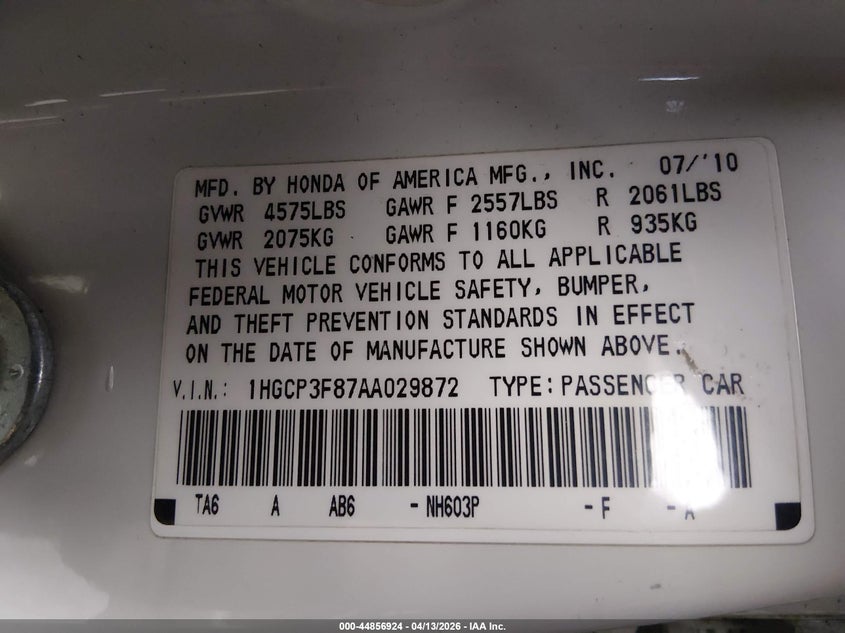 MFD. BY HONDA OF AMERICA MFG., INC. 07/'10
GVWR 4575LBS GAWR F 2557LBS R 2061LBS
GVWR 2075KG GAWR F 1160KG R 935KG
THIS VEHICLE CONFORMS TO ALL APPLICABLE
FEDERAL MOTOR VEHICLE SAFETY, BUMPER,
AND THEFT PREVENTION STANDARDS IN EFFECT
ON THE DATE OF MANUFACTURE SHOWN ABOVE.
V.I.N.: 1HGCP3F87AA029872 TYPE: PASSENGER CAR
TA6 A AB6 - NH603P - F - A
000-44856924 - 04/13/2026 - IAA Inc.